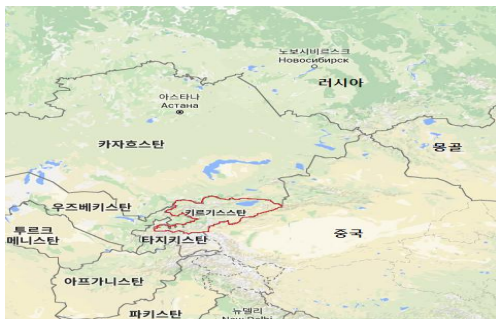 노보시비르스크
Новосибирск
러시아
아스타나
Астана
카자흐스탄
몽골
우즈베키스탄
키르기스스탄
투르크
메니스탄
타지키스탄
중국
아프가니스탄
뉴델리
New Delhi
파키스탄